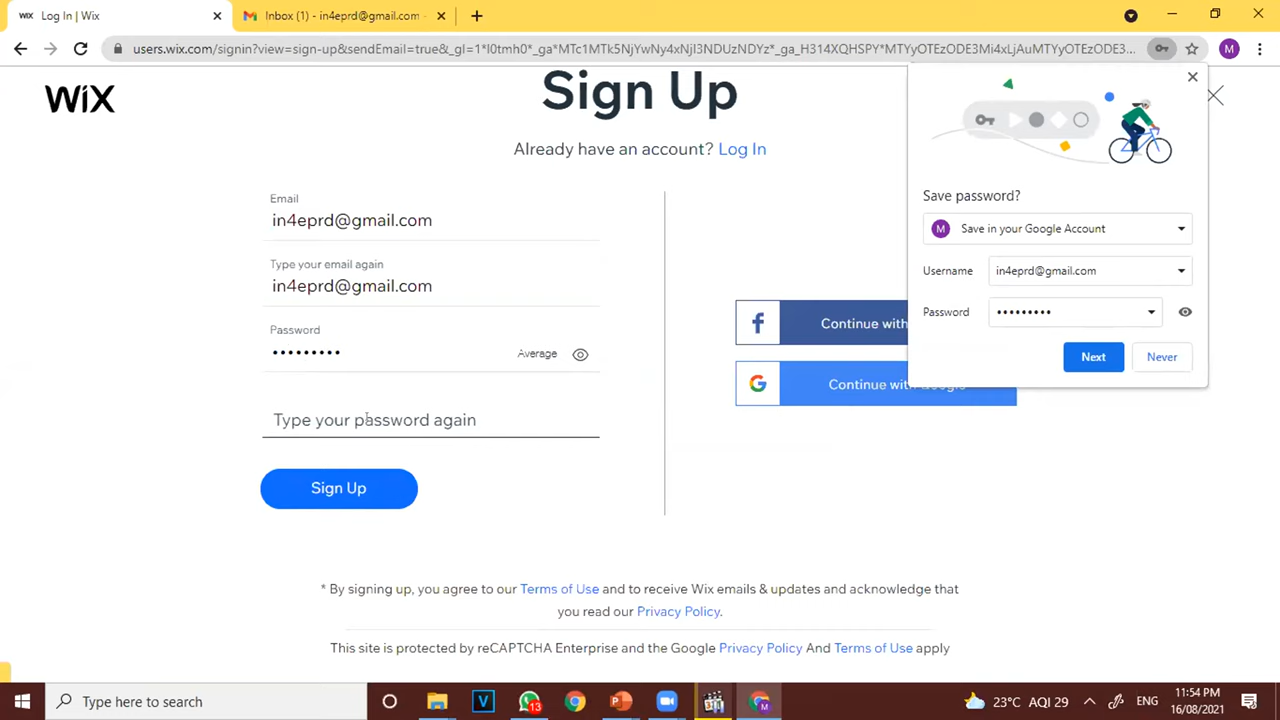 WiX Log In | Wix
Inbox (1) - in4eprd@gmail.com
users.wix.com/signin?view=sign-up&sendEmail=true&_gl=1*l0tmh0*_ga*MTc1MTk5NjYwNy4xNjI3NDUzNDYz*_ga_H314XQHSPY*MTYyOTEzODE3Mi4xLjAuMTYyOTEzODE3...
M
WiX
Sign Up
Already have an account? Log In
Email
in4eprd@gmail.com
Type your email again
in4eprd@gmail.com
Password
•••••••••
Average
Type your password again
Sign Up
f Continue with
G Continue with Google
Save password?
M Save in your Google Account
Username in4eprd@gmail.com
Password •••••••••
Next Never
* By signing up, you agree to our Terms of Use and to receive Wix emails & updates and acknowledge that
you read our Privacy Policy.
This site is protected by reCAPTCHA Enterprise and the Google Privacy Policy And Terms of Use apply
Type here to search
V
13
P
M
23°C AQI 29
ENG
11:54 PM
16/08/2021